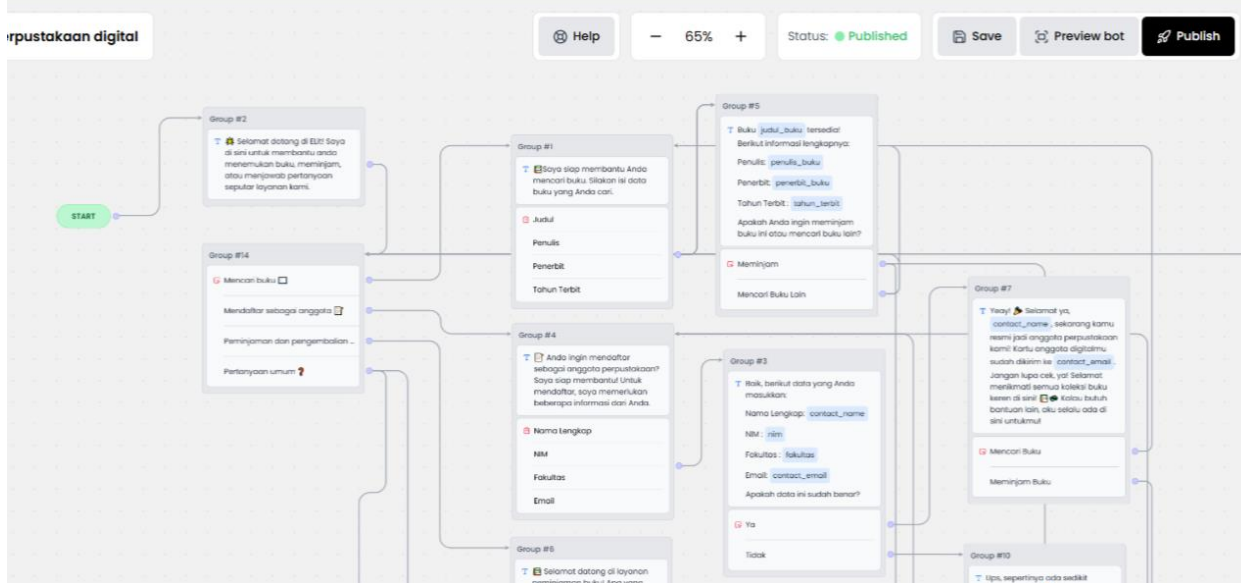 erpustakaan digital
Help
65%
Status: Published
Save
Preview bot
Publish
START
Group #2
Selamat datang di ELit! Saya
di sini untuk membantu anda
menemukan buku, meminjam,
atau menjawab pertanyaan
seputar layanan kami.
Group #14
Mencari buku
Mendaftar sebagai anggota
Peminjaman dan pengembalian ...
Pertanyaan umum ❓
Group #1
Saya siap membantu Anda
mencari buku. Silakan isi data
buku yang Anda cari.
Judul
Penulis
Penerbit
Tahun Terbit
Group #4
Anda ingin mendaftar
sebagai anggota perpustakaan?
Saya siap membantu! Untuk
mendaftar, saya memerlukan
beberapa informasi dari Anda.
Nama Lengkap
NIM
Fakultas
Email
Group #6
Selamat datang di layanan
peminjaman buku! Apa yang
Group #5
Buku judul_buku tersedia!
Berikut informasi lengkapnya:
Penulis: penulis_buku
Penerbit: penerbit_buku
Tahun Terbit : tahun_terbit
Apakah Anda ingin meminjam
buku ini atau mencari buku lain?
Meminjam
Mencari Buku Lain
Group #3
Baik, berikut data yang Anda
masukkan:
Nama Lengkap: contact_name
NIM : nim
Fakultas : fakultas
Email: contact_email
Apakah data ini sudah benar?
Ya
Tidak
Group #7
Yeay! 🎉 Selamat ya,
contact_name , sekarang kamu
resmi jadi anggota perpustakaan
kami! Kartu anggota digitalmu
sudah dikirim ke contact_email .
Jangan lupa cek, ya! Selamat
menikmati semua koleksi buku
keren di sini! Kalau butuh
bantuan lain, aku selalu ada di
sini untukmu!
Mencari Buku
Meminjam Buku
Group #10
Ups, sepertinya ada sedikit